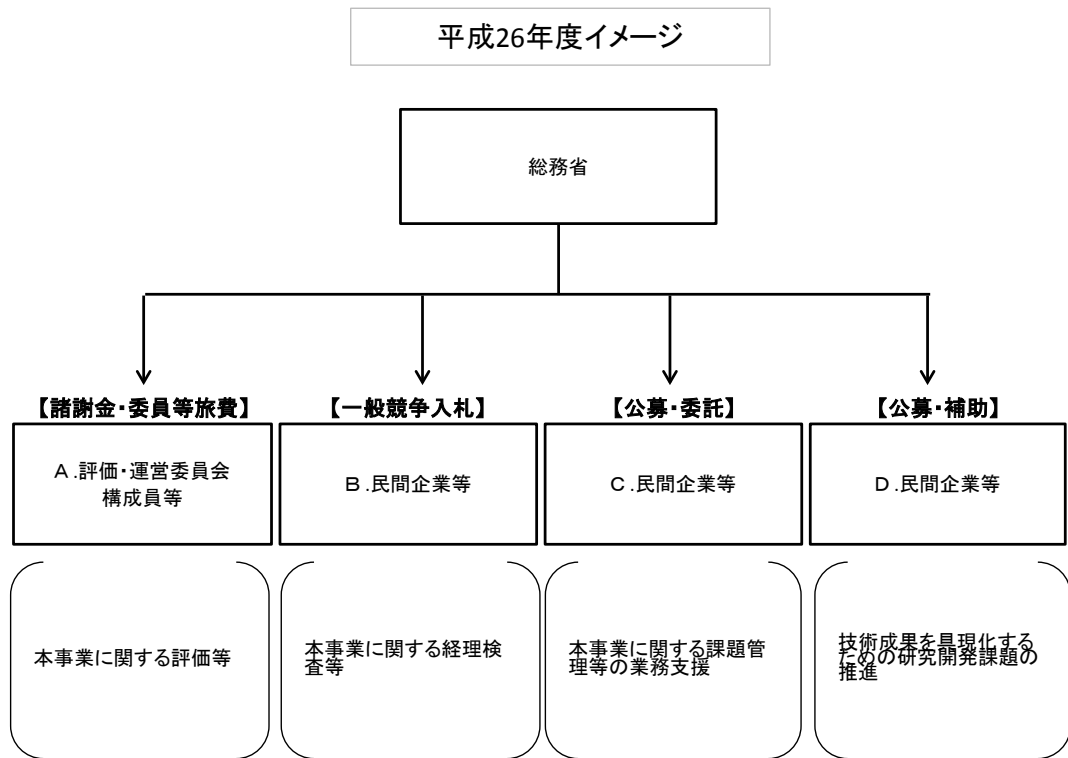 平成26年度イメージ
総務省
【諸謝金・委員等旅費】
A.評価・運営委員会
構成員等
本事業に関する評価等
【一般競争入札】
B.民間企業等
本事業に関する経理検
査等
【公募・委託】
C.民間企業等
本事業に関する課題管
理等の業務支援
【公募・補助】
D.民間企業等
技術成果を具現化する
ための研究開発課題の
推進